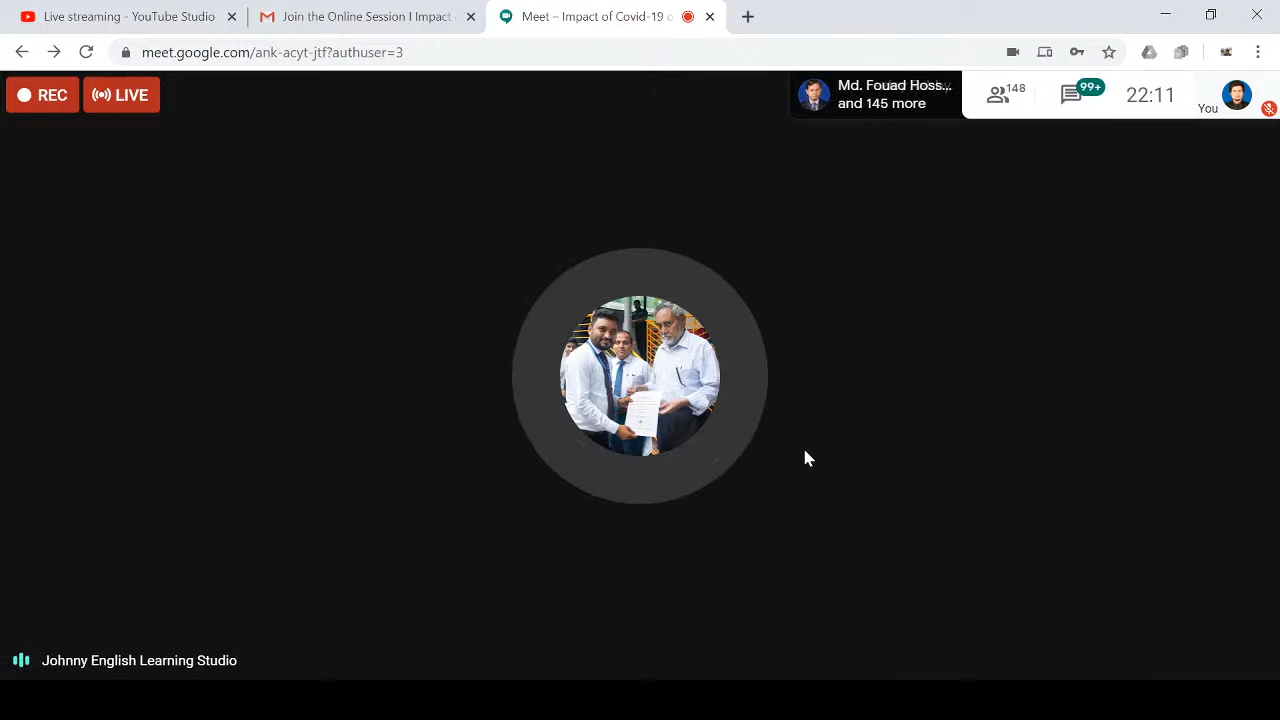 Live streaming - YouTube Studio
Join the Online Session I Impact
Meet – Impact of Covid-19 o
meet.google.com/ank-acyt-jtf?authuser=3
REC
LIVE
Md. Fouad Hoss...
and 145 more
148
99+
22:11
You
Johnny English Learning Studio